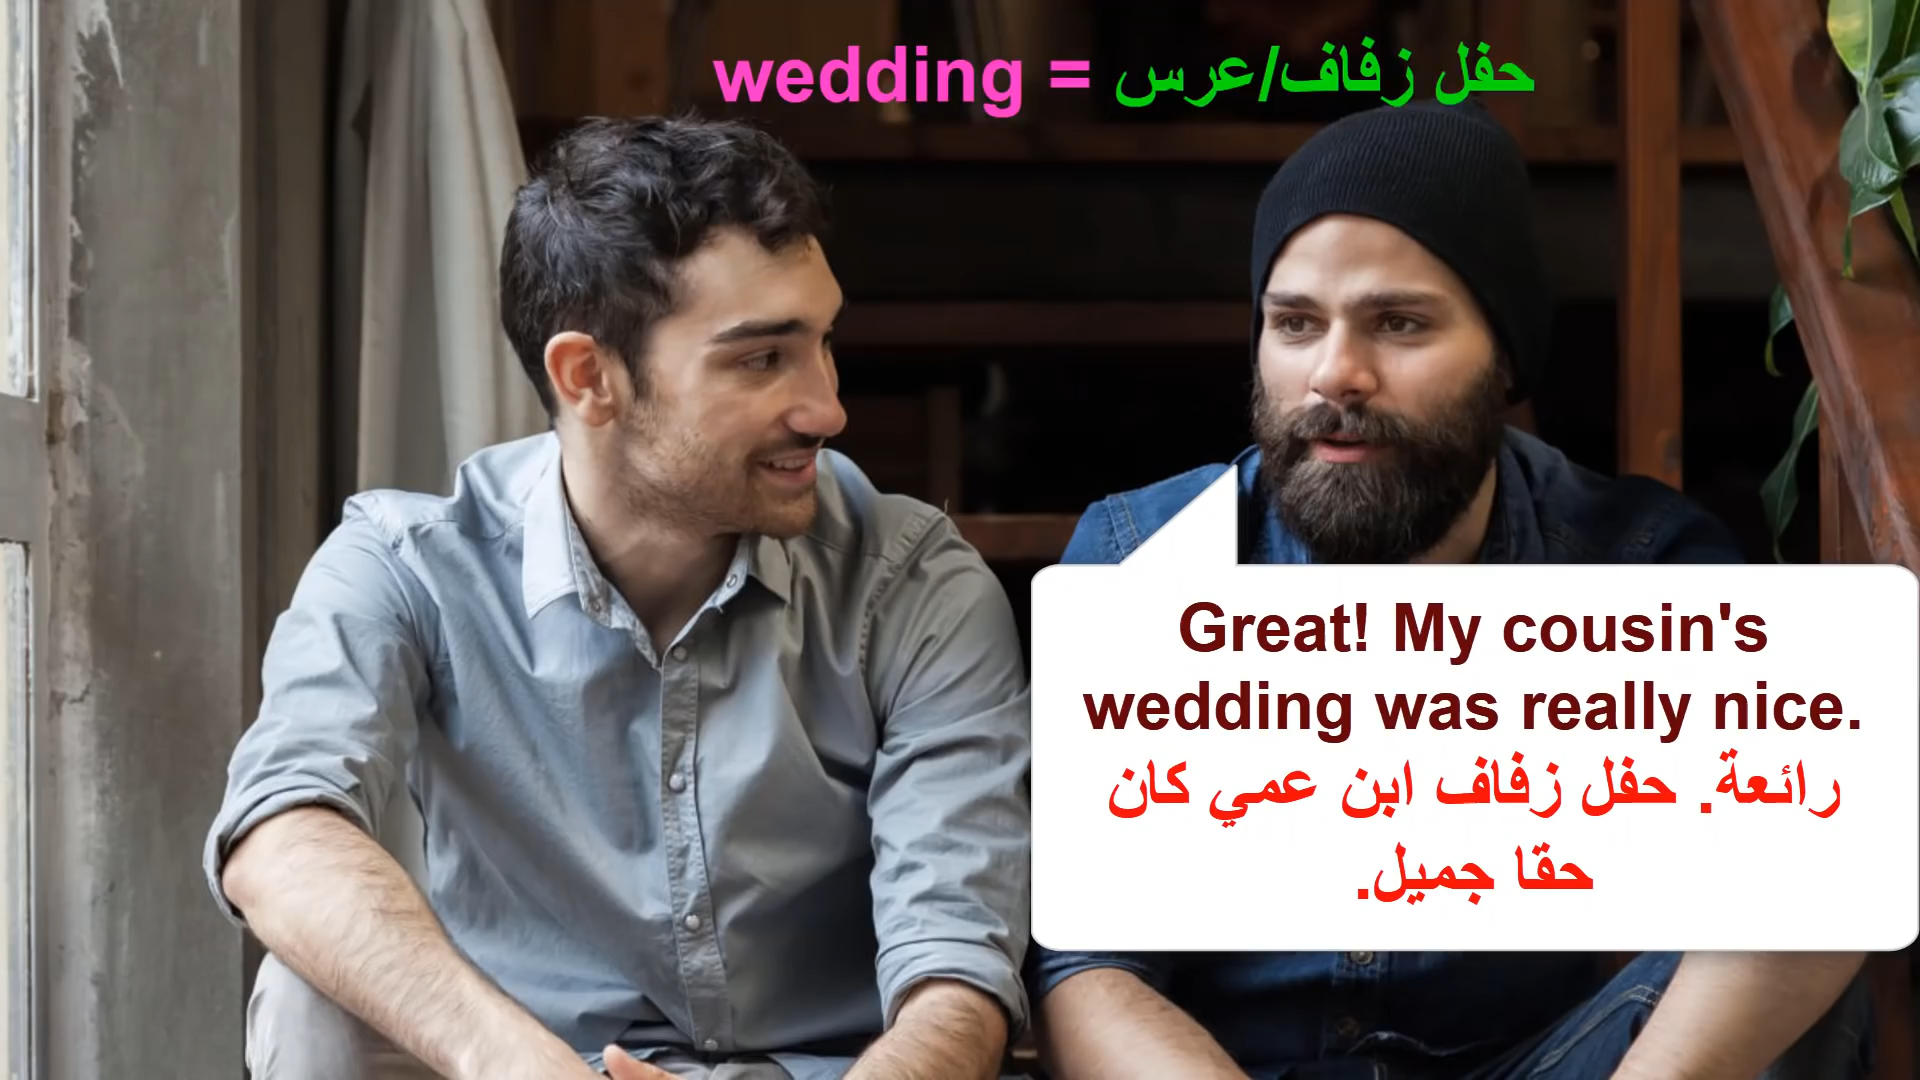 wedding = حفل زفاف/عرس
Great! My cousin's
wedding was really nice.
رائعة. حفل زفاف ابن عمي كان
حقا جميل.